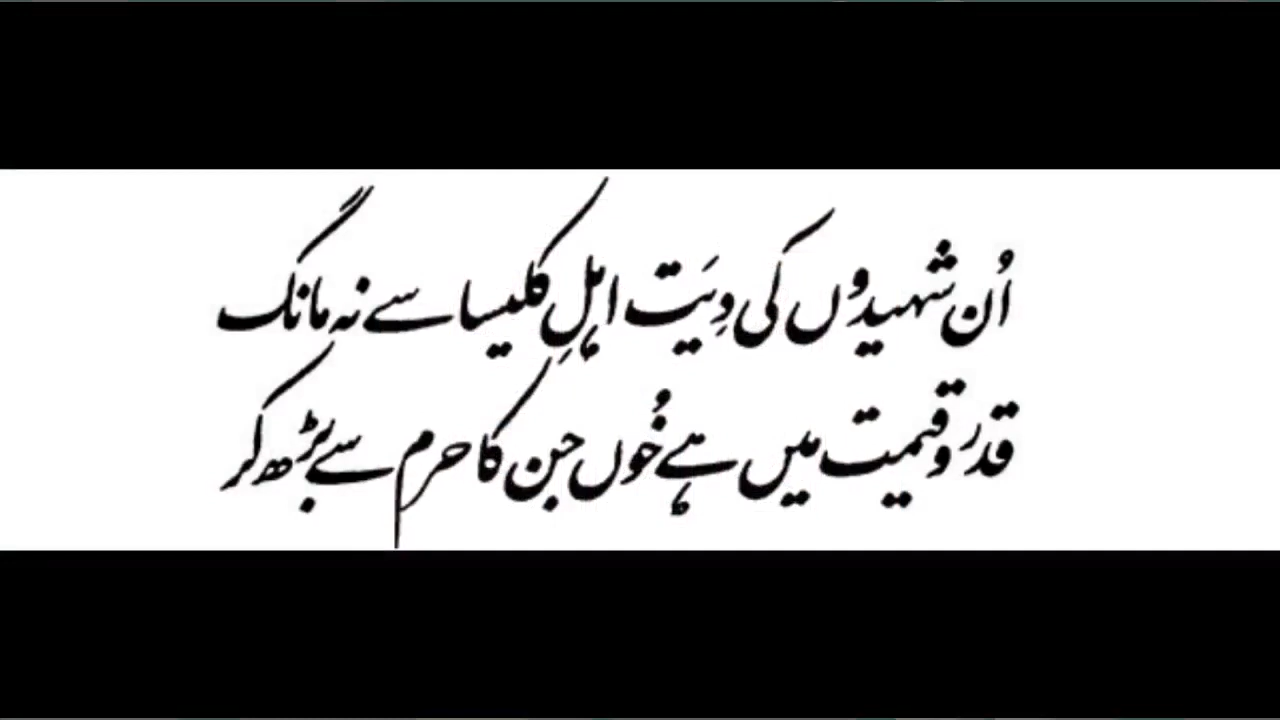 اُن شہیدوں کی دِیَت اہلِ کلیسا سے نہ مانگ
قدر و قیمت میں ہے خُوں جن کا حرم سے بڑھ کر